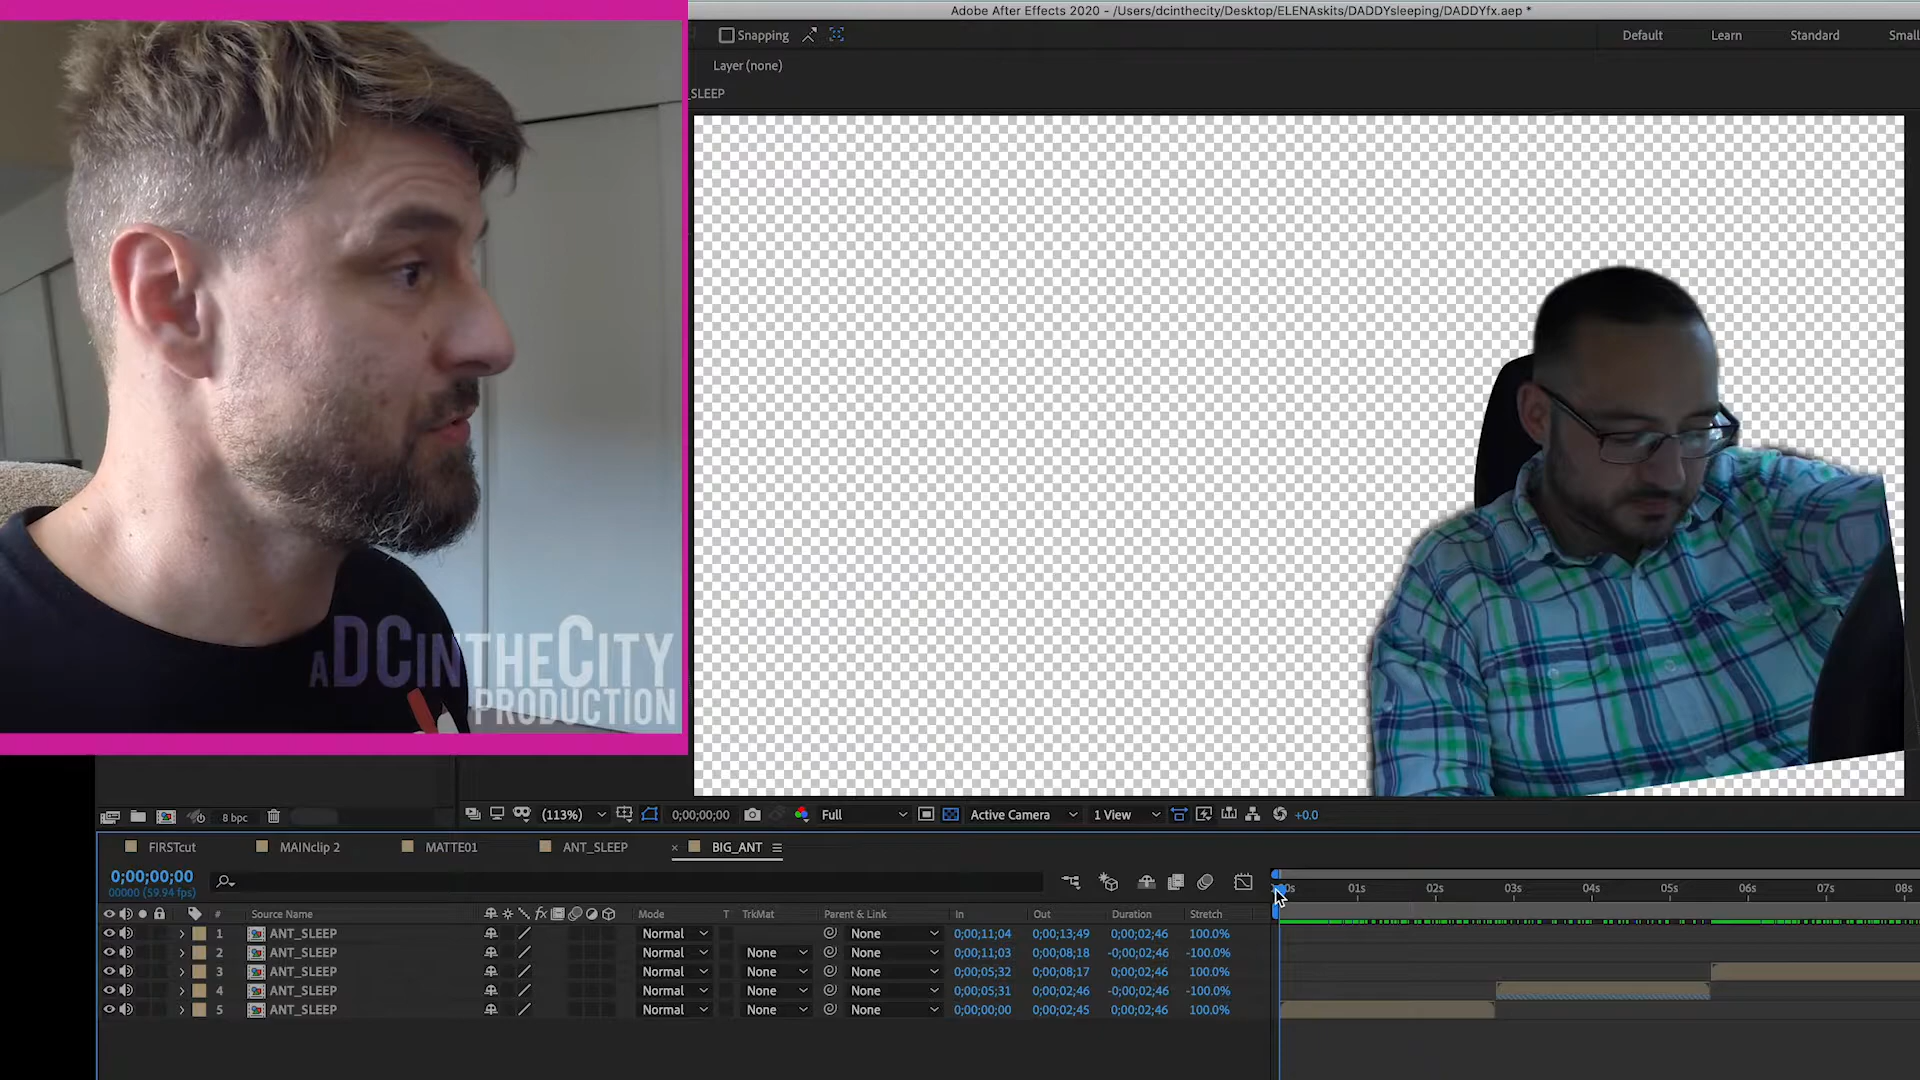 Adobe After Effects 2020 - /Users/dcinthecity/Desktop/ELENAskits/DADDYsleeping/DADDYfx.aep *
Snapping Default Learn Standard Small
Layer (none)
_SLEEP
A DCINTHECITY
PRODUCTION
8 bpc (113%) 0;00;00;00 Full Active Camera 1 View +0.0
FIRSTcut MAINclip 2 MATTE01 ANT_SLEEP × BIG_ANT
0;00;00;00
00000 (59.94 fps)
00s 01s 02s 03s 04s 05s 06s 07s 08s
# Source Name fx Mode T TrkMat Parent & Link In Out Duration Stretch
1 ANT_SLEEP Normal None 0;00;11;04 0;00;13;49 0;00;02;46 100.0%
2 ANT_SLEEP Normal None None 0;00;11;03 0;00;08;18 -0;00;02;46 -100.0%
3 ANT_SLEEP Normal None None 0;00;05;32 0;00;08;17 0;00;02;46 100.0%
4 ANT_SLEEP Normal None None 0;00;05;31 0;00;02;46 -0;00;02;46 -100.0%
5 ANT_SLEEP Normal None None 0;00;00;00 0;00;02;45 0;00;02;46 100.0%